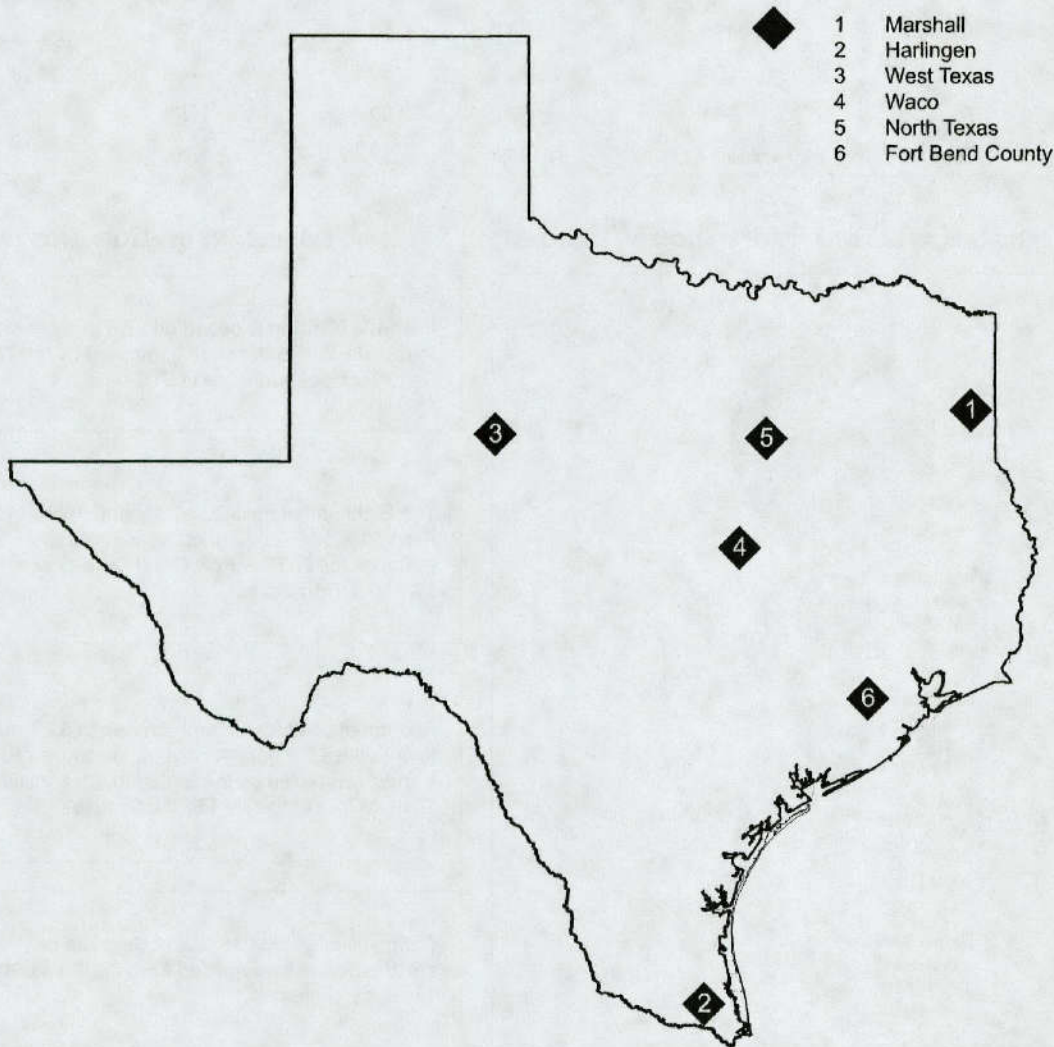 1 Marshall
2 Harlingen
3 West Texas
4 Waco
5 North Texas
6 Fort Bend County
1
3
5
4
6
2